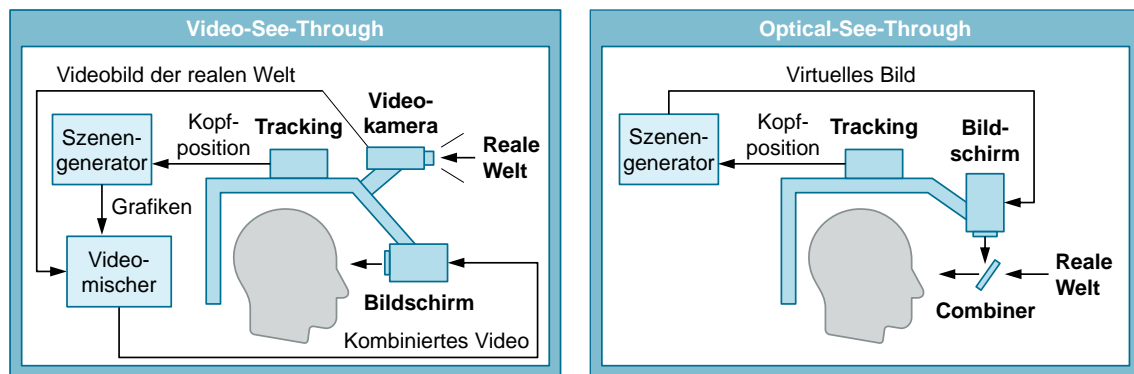 Video-See-Through
Videobild der realen Welt
Video-
kamera
Kopf-
position
Tracking
Szenen-
generator
Reale
Welt
Grafiken
Video-
mischer
Bildschirm
Kombiniertes Video
Optical-See-Through
Virtuelles Bild
Szenen-
generator
Kopf-
position
Tracking
Bild-
schirm
Reale
Welt
Combiner